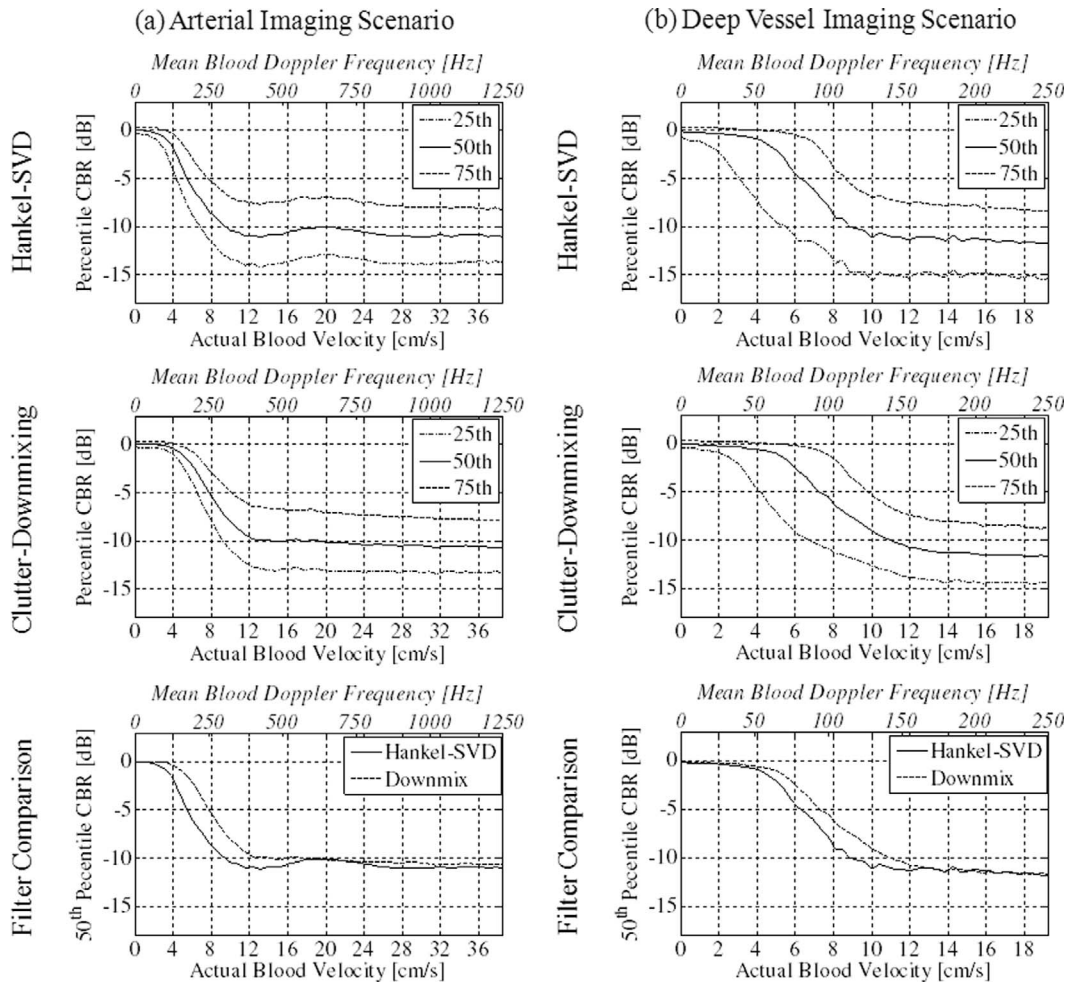 (a) Arterial Imaging Scenario
(b) Deep Vessel Imaging Scenario
Hankel-SVD
Mean Blood Doppler Frequency [Hz]
0 250 500 750 1000 1250
Percentile CBR [dB]
0
-5
-10
-15
25th
50th
75th
0 4 8 12 16 20 24 28 32 36
Actual Blood Velocity [cm/s]
Hankel-SVD
Mean Blood Doppler Frequency [Hz]
0 50 100 150 200 250
Percentile CBR [dB]
0
-5
-10
-15
25th
50th
75th
0 2 4 6 8 10 12 14 16 18
Actual Blood Velocity [cm/s]
Clutter-Downmixing
Mean Blood Doppler Frequency [Hz]
0 250 500 750 1000 1250
Percentile CBR [dB]
0
-5
-10
-15
25th
50th
75th
0 4 8 12 16 20 24 28 32 36
Actual Blood Velocity [cm/s]
Clutter-Downmixing
Mean Blood Doppler Frequency [Hz]
0 50 100 150 200 250
Percentile CBR [dB]
0
-5
-10
-15
25th
50th
75th
0 2 4 6 8 10 12 14 16 18
Actual Blood Velocity [cm/s]
Filter Comparison
Mean Blood Doppler Frequency [Hz]
0 250 500 750 1000 1250
50th Pecentile CBR [dB]
0
-5
-10
-15
Hankel-SVD
Downmix
0 4 8 12 16 20 24 28 32 36
Actual Blood Velocity [cm/s]
Filter Comparison
Mean Blood Doppler Frequency [Hz]
0 50 100 150 200 250
50th Pecentile CBR [dB]
0
-5
-10
-15
Hankel-SVD
Downmix
0 2 4 6 8 10 12 14 16 18
Actual Blood Velocity [cm/s]